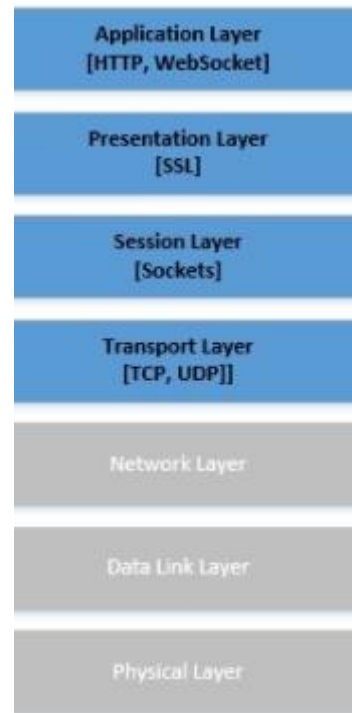 Application Layer
[HTTP, WebSocket]
Presentation Layer
[SSL]
Session Layer
[Sockets]
Transport Layer
[TCP, UDP]]
Network Layer
Data Link Layer
Physical Layer